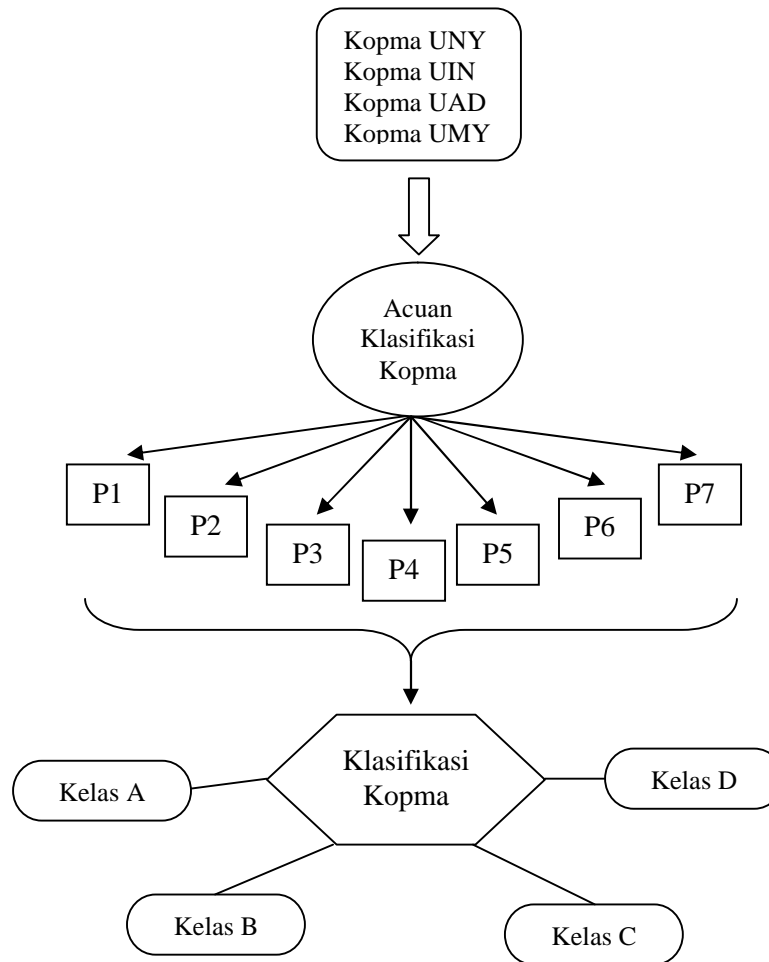 Kopma UNY
Kopma UIN
Kopma UAD
Kopma UMY
Acuan
Klasifikasi
Kopma
P1
P2
P3
P4
P5
P6
P7
Klasifikasi
Kopma
Kelas A
Kelas D
Kelas B
Kelas C